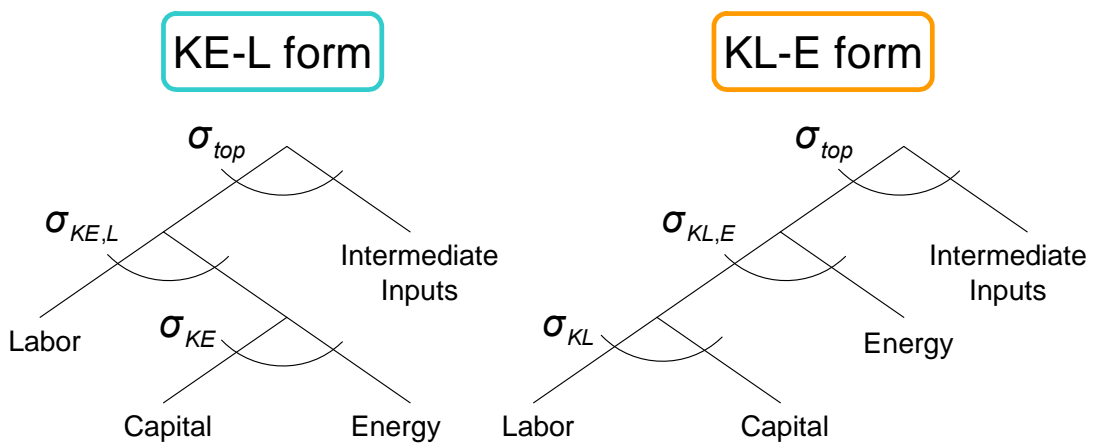 KE-L form
σtop
σKE,L
Intermediate
Inputs
Labor
σKE
Capital
Energy
KL-E form
σtop
σKL,E
Intermediate
Inputs
Energy
σKL
Labor
Capital